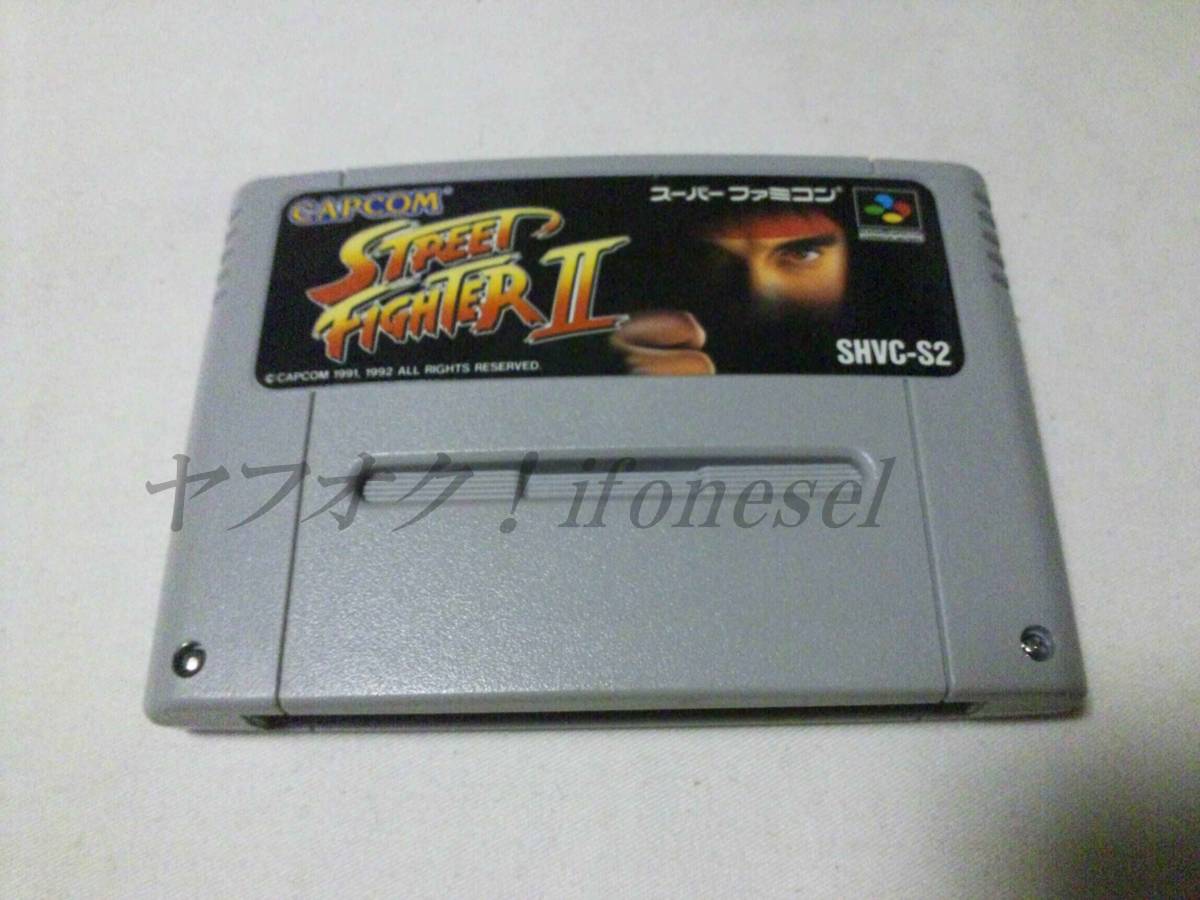 CAPCOM®
スーパーファミコン®
STREET
FIGHTER II
SHVC-S2
©CAPCOM 1991, 1992 ALL RIGHTS RESERVED.
ヤフオク！ifonesel